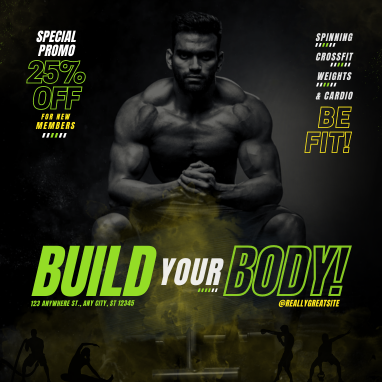 SPECIAL
PROMO
25%
OFF
FOR NEW
MEMBERS
SPINNING
CROSSFIT
WEIGHTS
& CARDIO
BE
FIT!
BUILD YOUR BODY!
123 ANYWHERE ST., ANY CITY, ST 12345
@REALLYGREATSITE